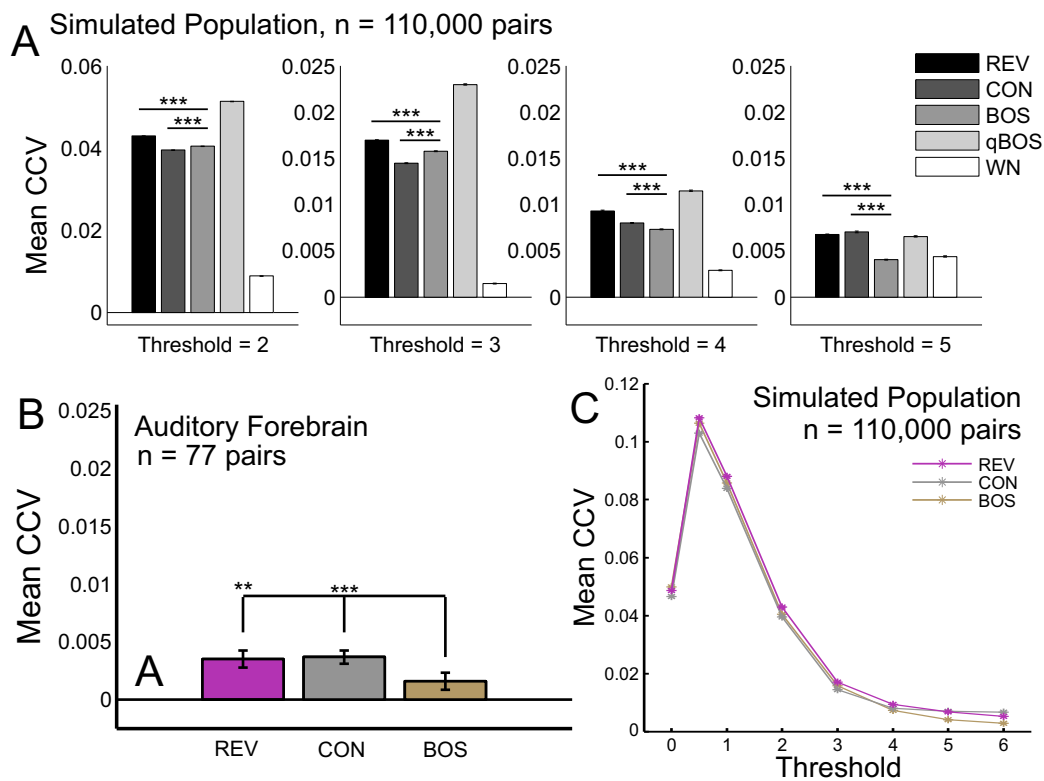 A Simulated Population, n = 110,000 pairs
Mean CCV
0.06
0.04
0.02
0
***
***
Threshold = 2
0.025
0.02
0.015
0.01
0.005
0
***
***
Threshold = 3
0.025
0.02
0.015
0.01
0.005
0
***
***
Threshold = 4
0.025
0.02
0.015
0.01
0.005
0
***
***
Threshold = 5
REV
CON
BOS
qBOS
WN
B
Auditory Forebrain
n = 77 pairs
Mean CCV
0.025
0.02
0.015
0.01
0.005
0
** ***
A
REV CON BOS
C
Simulated Population
n = 110,000 pairs
REV
CON
BOS
Mean CCV
0.12
0.1
0.08
0.06
0.04
0.02
0
0 1 2 3 4 5 6
Threshold